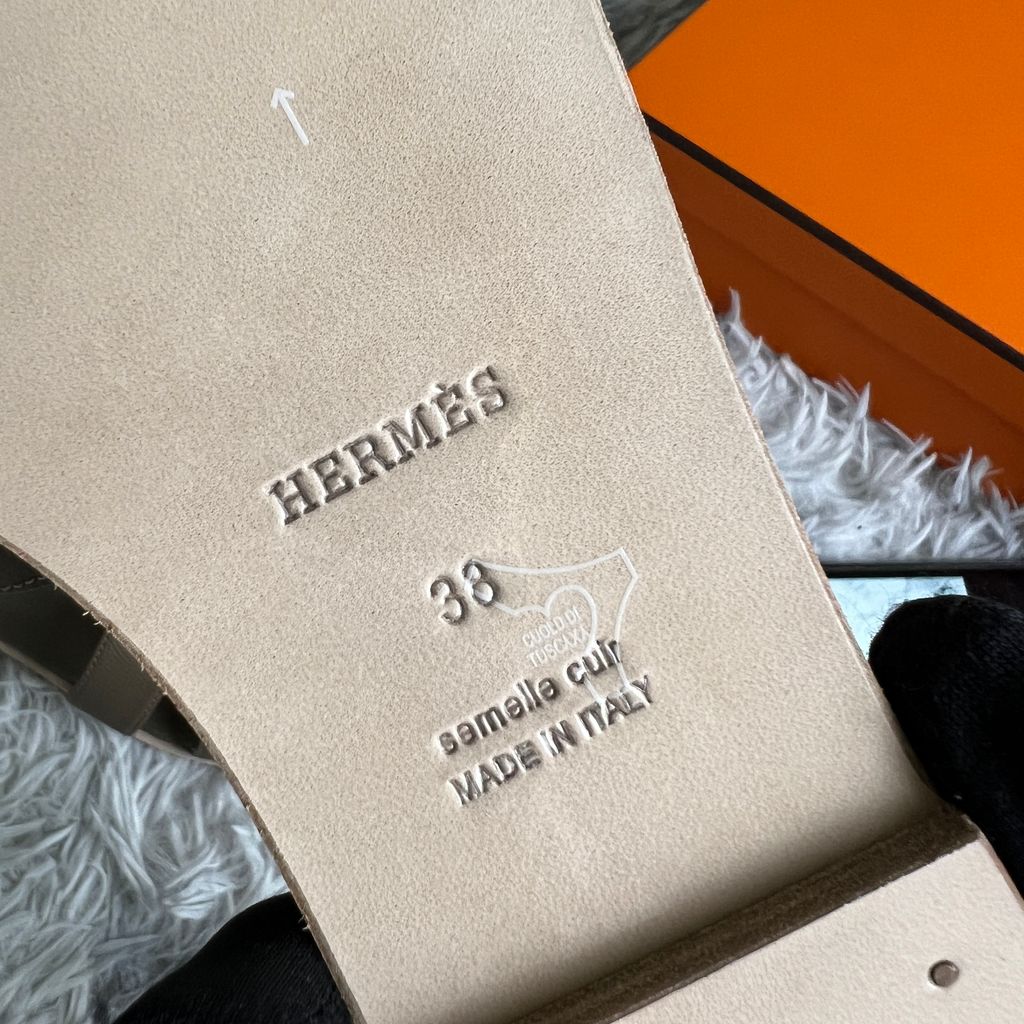 HERMÈS
38
CUOIO DI
TOSCANA
semelle cuir
MADE IN ITALY